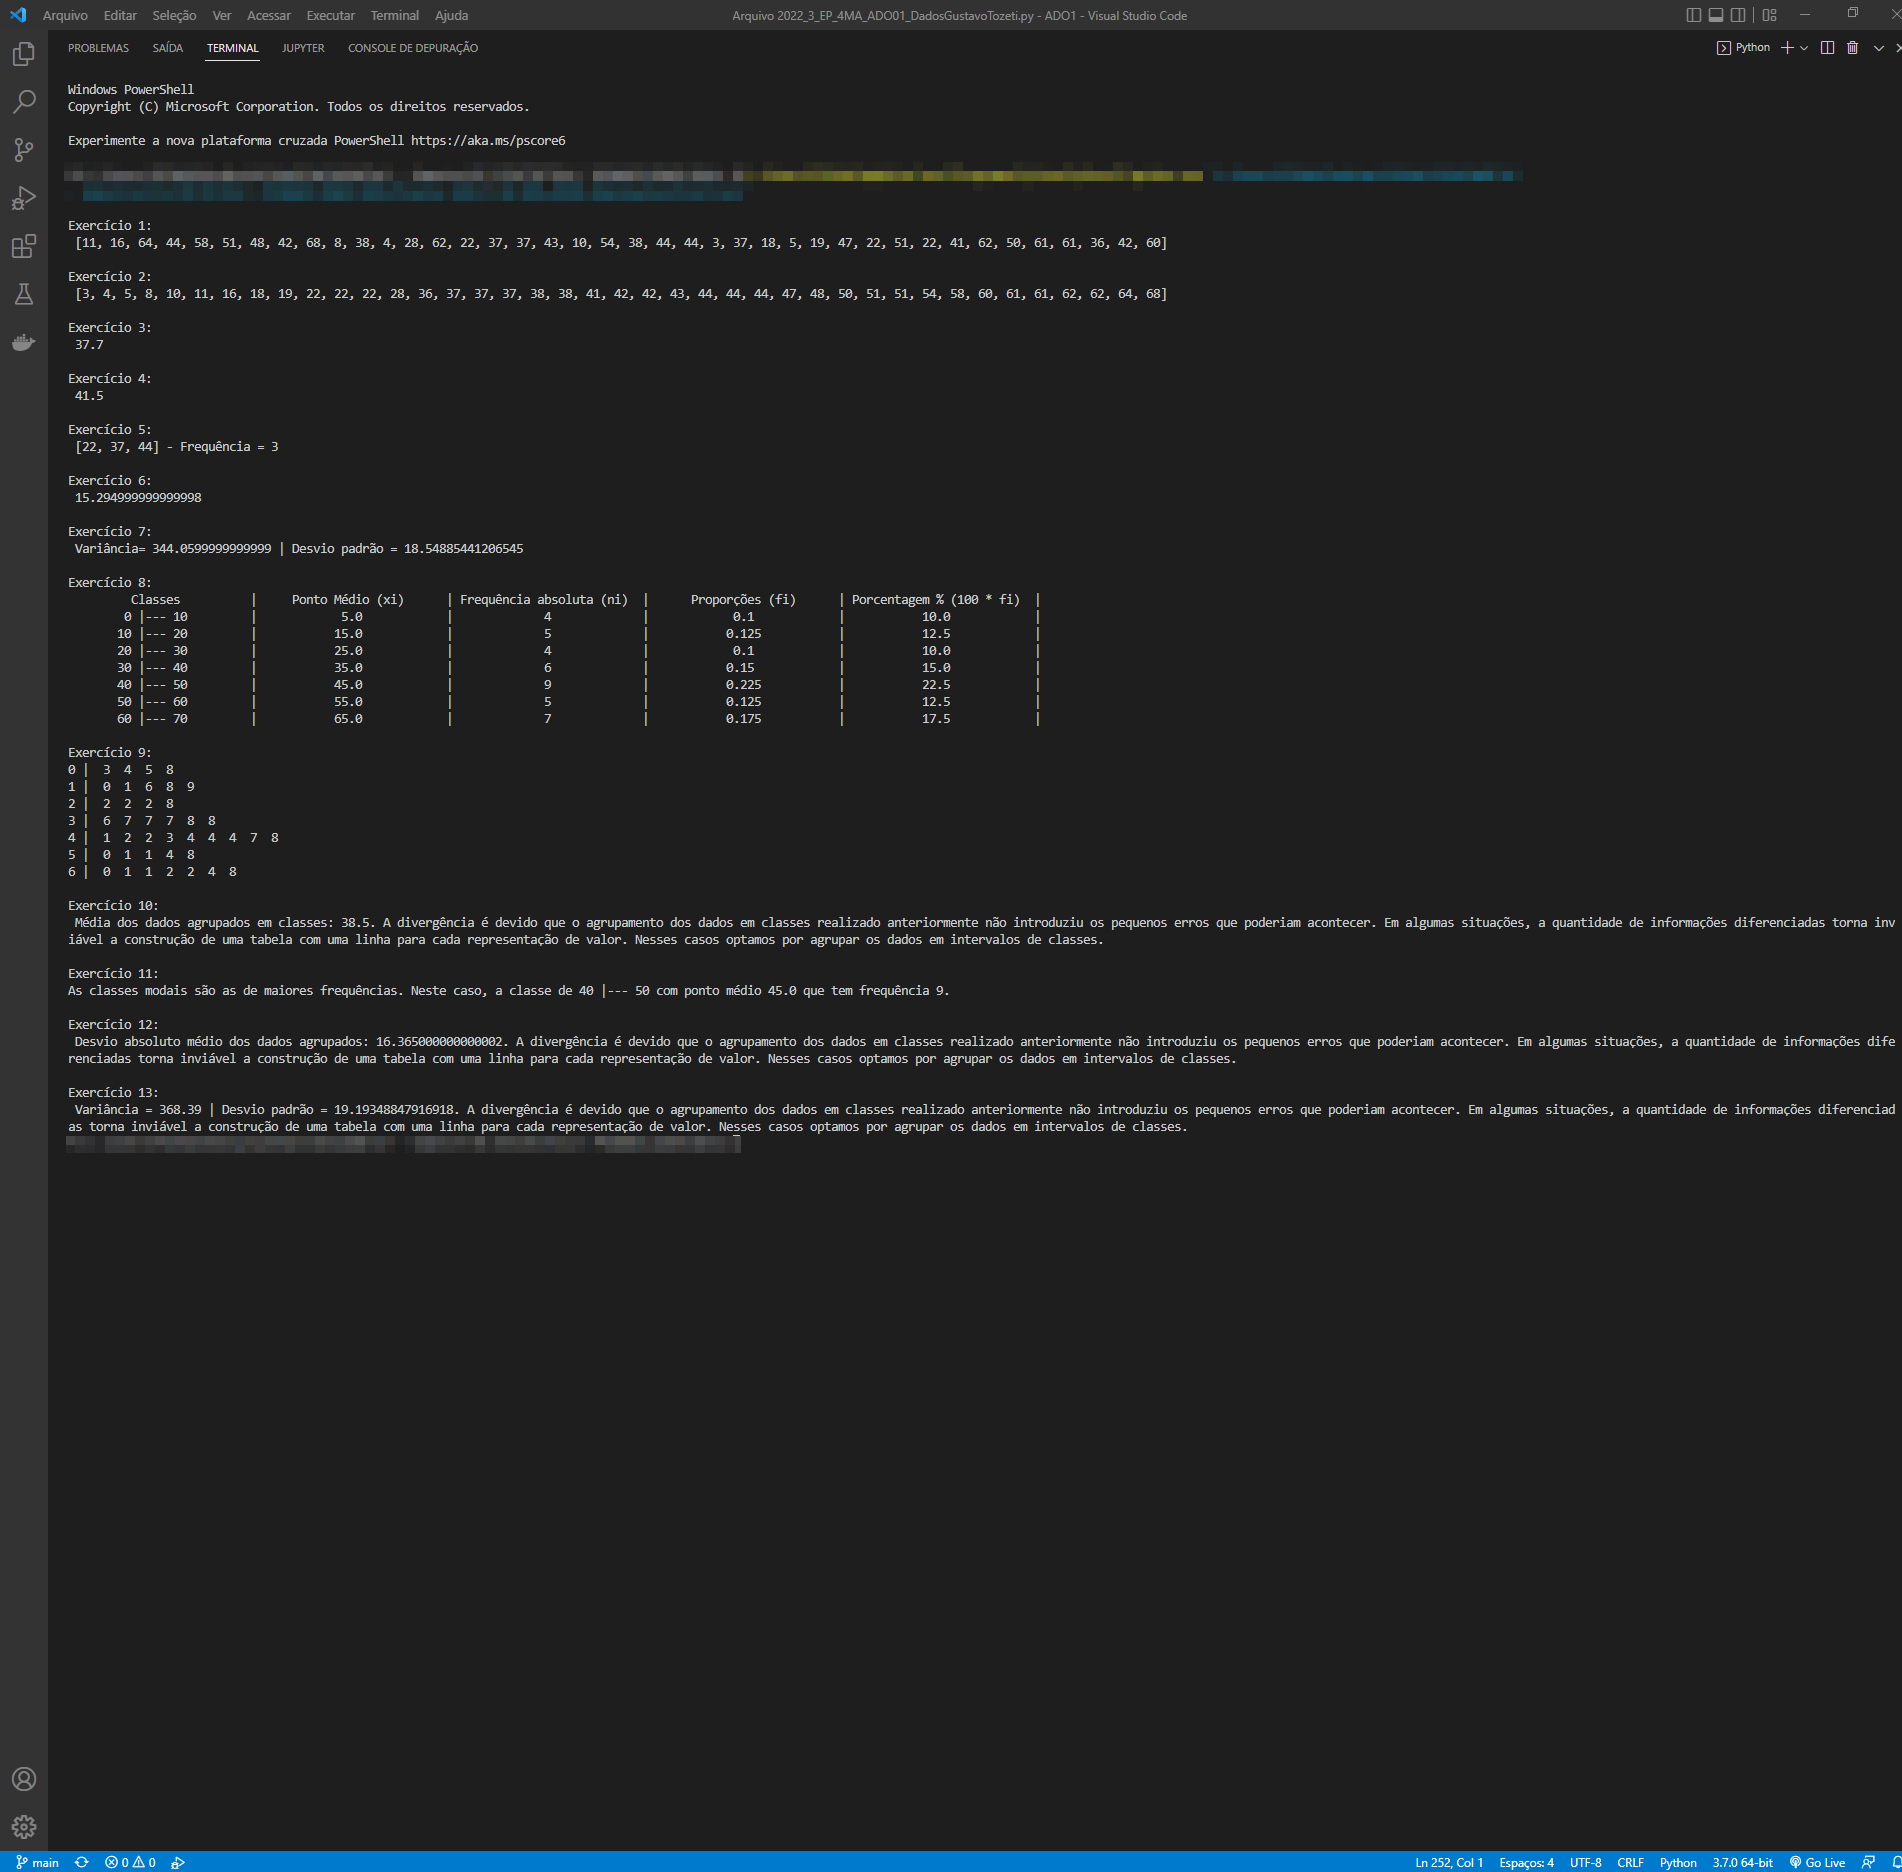 Arquivo Editar Seleção Ver Acessar Executar Terminal Ajuda
Arquivo 2022_3_EP_4MA_ADO01_DadosGustavoTozeti.py - ADO1 - Visual Studio Code
PROBLEMAS SAÍDA TERMINAL JUPYTER CONSOLE DE DEPURAÇÃO
Python
Windows PowerShell
Copyright (C) Microsoft Corporation. Todos os direitos reservados.
Experimente a nova plataforma cruzada PowerShell https://aka.ms/pscore6
Exercício 1:
[11, 16, 64, 44, 58, 51, 48, 42, 68, 8, 38, 4, 28, 62, 22, 37, 37, 43, 10, 54, 38, 44, 44, 3, 37, 18, 5, 19, 47, 22, 51, 22, 41, 62, 50, 61, 61, 36, 42, 60]
Exercício 2:
[3, 4, 5, 8, 10, 11, 16, 18, 19, 22, 22, 22, 28, 36, 37, 37, 37, 38, 38, 41, 42, 42, 43, 44, 44, 44, 47, 48, 50, 51, 51, 54, 58, 60, 61, 61, 62, 62, 64, 68]
Exercício 3:
37.7
Exercício 4:
41.5
Exercício 5:
[22, 37, 44] - Frequência = 3
Exercício 6:
15.294999999999998
Exercício 7:
Variância= 344.0599999999999 | Desvio padrão = 18.54885441206545
Exercício 8:
Classes | Ponto Médio (xi) | Frequência absoluta (ni) | Proporções (fi) | Porcentagem % (100 * fi) |
0 |--- 10 | 5.0 | 4 | 0.1 | 10.0 |
10 |--- 20 | 15.0 | 5 | 0.125 | 12.5 |
20 |--- 30 | 25.0 | 4 | 0.1 | 10.0 |
30 |--- 40 | 35.0 | 6 | 0.15 | 15.0 |
40 |--- 50 | 45.0 | 9 | 0.225 | 22.5 |
50 |--- 60 | 55.0 | 5 | 0.125 | 12.5 |
60 |--- 70 | 65.0 | 7 | 0.175 | 17.5 |
Exercício 9:
0 | 3 4 5 8
1 | 0 1 6 8 9
2 | 2 2 2 8
3 | 6 7 7 7 8 8
4 | 1 2 2 3 4 4 4 7 8
5 | 0 1 1 4 8
6 | 0 1 1 2 2 4 8
Exercício 10:
Média dos dados agrupados em classes: 38.5. A divergência é devido que o agrupamento dos dados em classes realizado anteriormente não introduziu os pequenos erros que poderiam acontecer. Em algumas situações, a quantidade de informações diferenciadas torna inv
iável a construção de uma tabela com uma linha para cada representação de valor. Nesses casos optamos por agrupar os dados em intervalos de classes.
Exercício 11:
As classes modais são as de maiores frequências. Neste caso, a classe de 40 |--- 50 com ponto médio 45.0 que tem frequência 9.
Exercício 12:
Desvio absoluto médio dos dados agrupados: 16.365000000000002. A divergência é devido que o agrupamento dos dados em classes realizado anteriormente não introduziu os pequenos erros que poderiam acontecer. Em algumas situações, a quantidade de informações dife
renciadas torna inviável a construção de uma tabela com uma linha para cada representação de valor. Nesses casos optamos por agrupar os dados em intervalos de classes.
Exercício 13:
Variância = 368.39 | Desvio padrão = 19.19348847916918. A divergência é devido que o agrupamento dos dados em classes realizado anteriormente não introduziu os pequenos erros que poderiam acontecer. Em algumas situações, a quantidade de informações diferenciad
as torna inviável a construção de uma tabela com uma linha para cada representação de valor. Nesses casos optamos por agrupar os dados em intervalos de classes.
main 0 0 Ln 252, Col 1 Espaços: 4 UTF-8 CRLF Python 3.7.0 64-bit Go Live